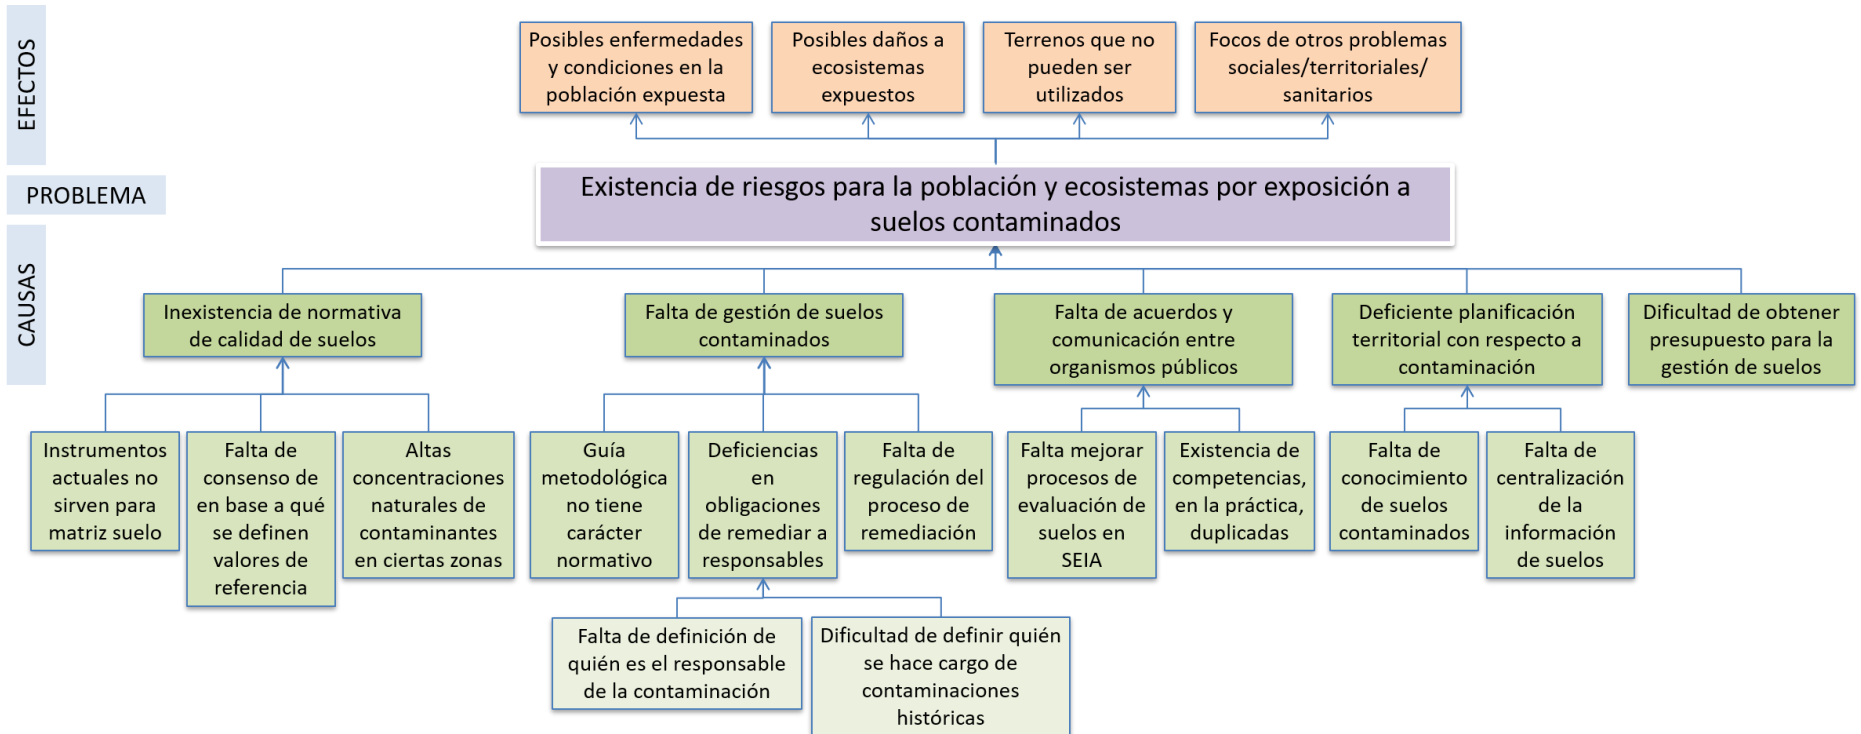 EFECTOS
Posibles enfermedades
y condiciones en la
población expuesta
Posibles daños a
ecosistemas
expuestos
Terrenos que no
pueden ser
utilizados
Focos de otros problemas
sociales/territoriales/
sanitarios
PROBLEMA
Existencia de riesgos para la población y ecosistemas por exposición a
suelos contaminados
CAUSAS
Inexistencia de normativa
de calidad de suelos
Falta de gestión de suelos
contaminados
Falta de acuerdos y
comunicación entre
organismos públicos
Deficiente planificación
territorial con respecto a
contaminación
Dificultad de obtener
presupuesto para la
gestión de suelos
Instrumentos
actuales no
sirven para
matriz suelo
Falta de
consenso de
en base a qué
se definen
valores de
referencia
Altas
concentraciones
naturales de
contaminantes
en ciertas zonas
Guía
metodológica
no tiene
carácter
normativo
Deficiencias
en
obligaciones
de remediar a
responsables
Falta de
regulación del
proceso de
remediación
Falta mejorar
procesos de
evaluación de
suelos en
SEIA
Existencia de
competencias,
en la práctica,
duplicadas
Falta de
conocimiento
de suelos
contaminados
Falta de
centralización
de la
información
de suelos
Falta de definición de
quién es el responsable
de la contaminación
Dificultad de definir quién
se hace cargo de
contaminaciones
históricas